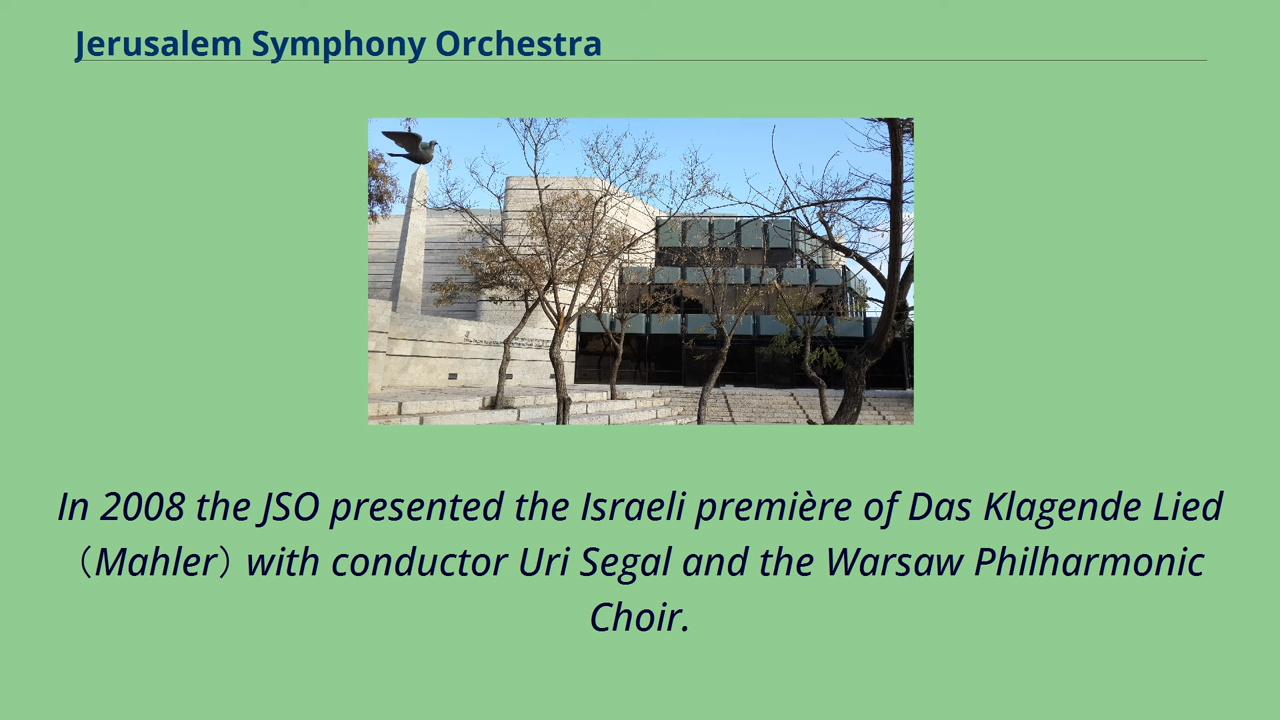 Jerusalem Symphony Orchestra
In 2008 the JSO presented the Israeli première of Das Klagende Lied
（Mahler）with conductor Uri Segal and the Warsaw Philharmonic
Choir.